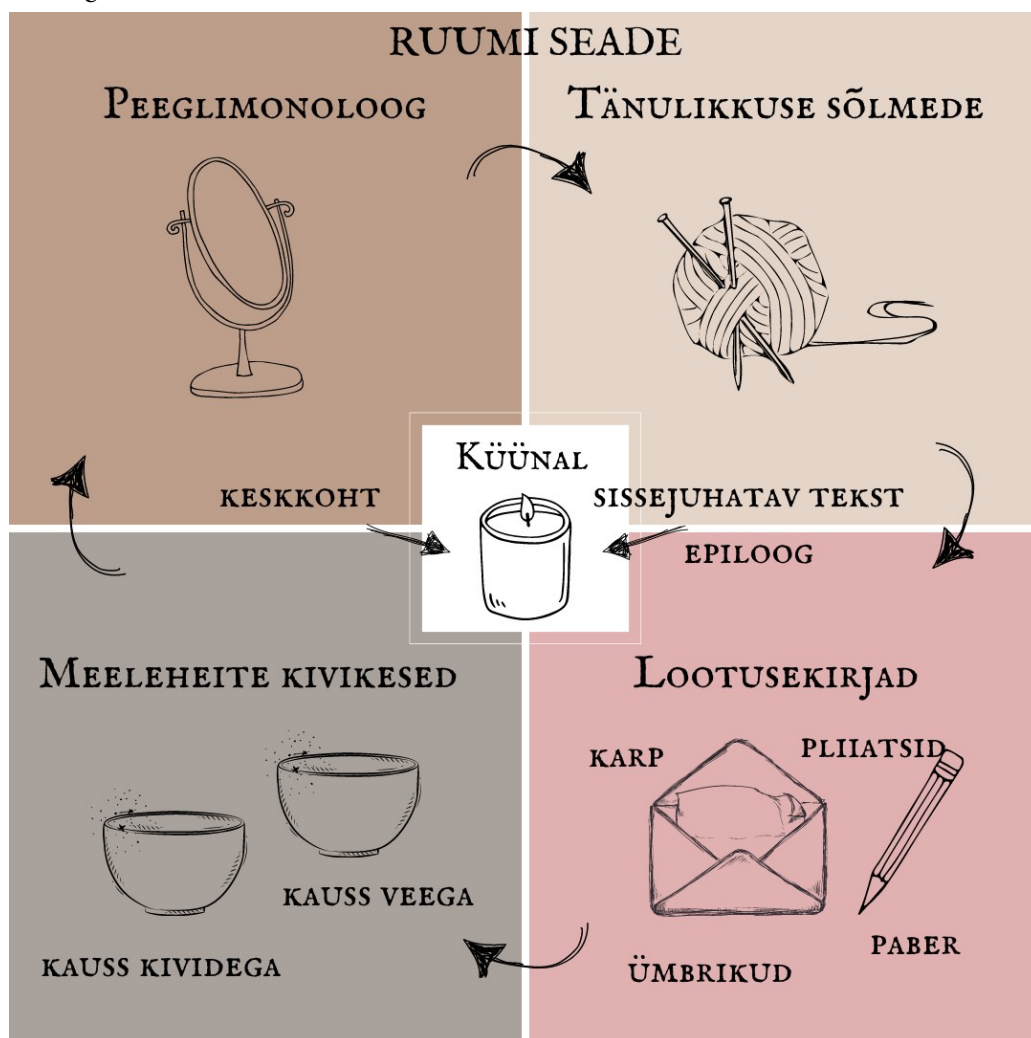 RUUMI SEADE
PEEGLIMONOLOOG
TÄNULIKKUSE SÕLMEDE
KÜÜNAL
KESKKOHT
SISSEJUHATAV TEKST
EPILOOG
MEELEHEITE KIVIKESED
LOOTUSEKIRJAD
KARP
PLIIATSID
KAUSS VEEGA
KAUSS KIVIDEGA
ÜMBRIKUD
PABER